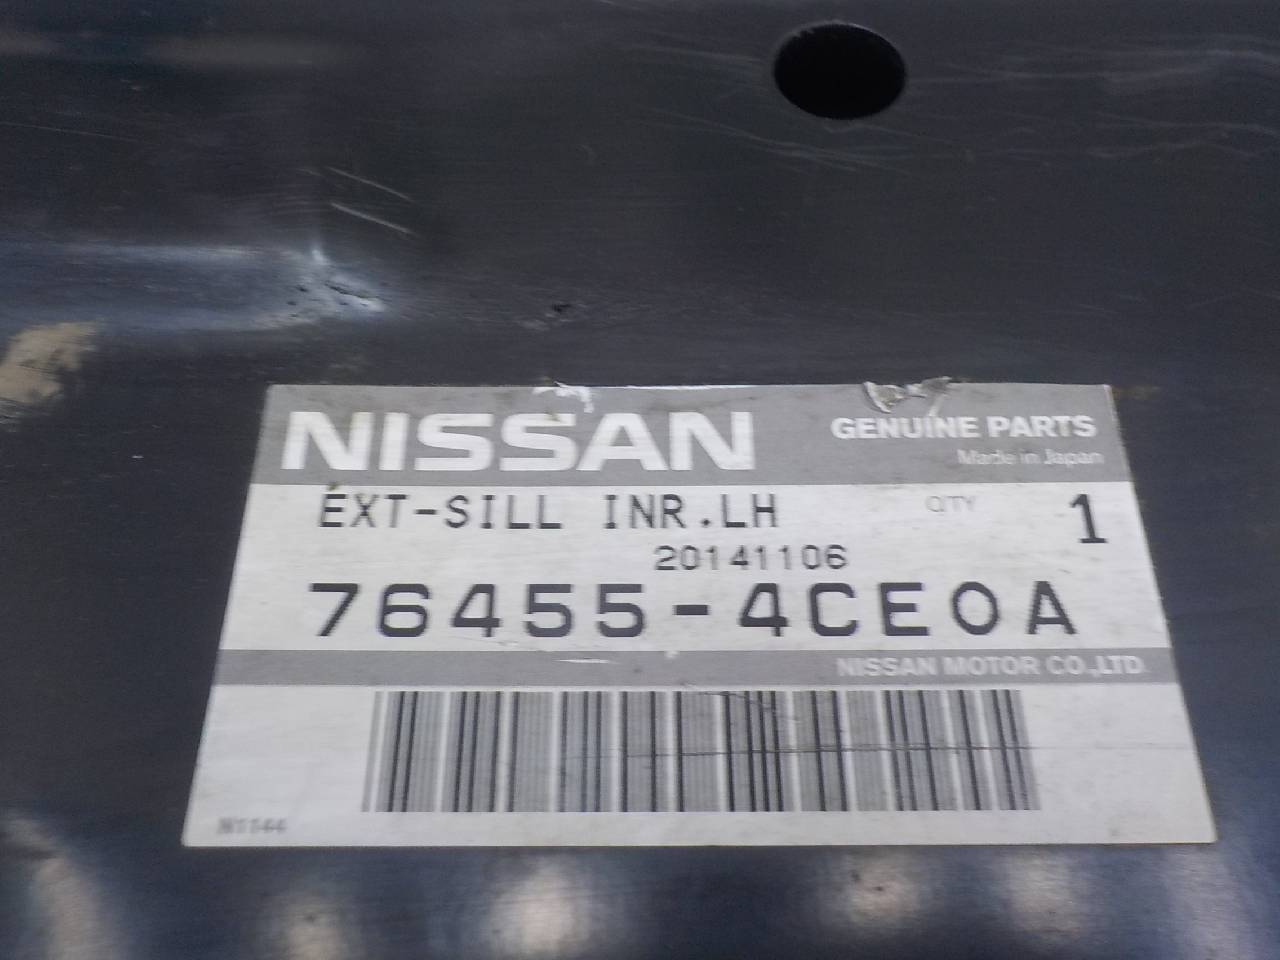 NISSAN GENUINE PARTS
Made in Japan
EXT-SILL INR.LH QTY 1
20141106
76455-4CE0A
NISSAN MOTOR CO.,LTD
N1144